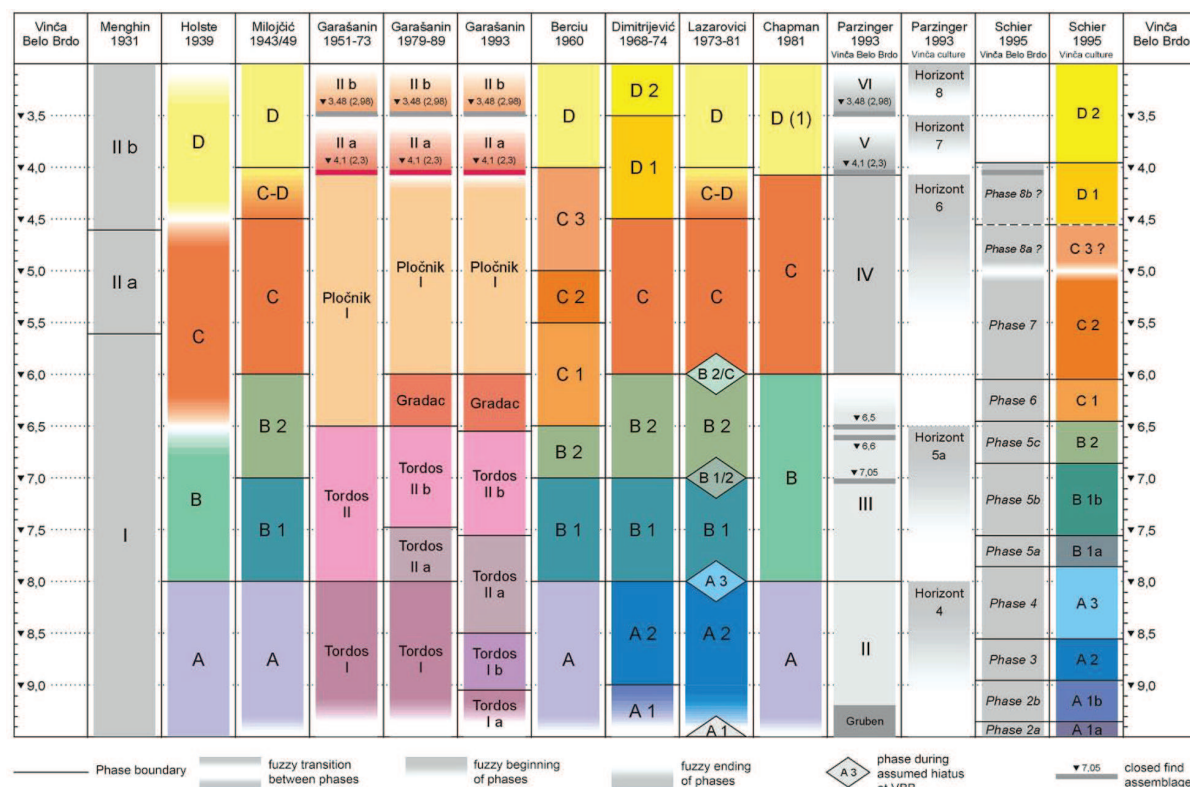 Vinča
Belo Brdo
Menghin
1931
Holste
1939
Milojčić
1943/49
Garašanin
1951-73
Garašanin
1979-89
Garašanin
1993
Berciu
1960
Dimitrijević
1968-74
Lazarovici
1973-81
Chapman
1981
Parzinger
1993
Vinča Belo Brdo
Parzinger
1993
Vinča culture
Schier
1995
Vinča Belo Brdo
Schier
1995
Vinča culture
Vinča
Belo Brdo
▼3,5
▼4,0
▼4,5
▼5,0
▼5,5
▼6,0
▼6,5
▼7,0
▼7,5
▼8,0
▼8,5
▼9,0
II b
II a
I
D
C
B
A
D
C-D
C
B 2
B 1
A
II b
▼3,48 (2,98)
II a
▼4,1 (2,3)
Pločnik
I
Tordos
II
Tordos
I
II b
▼3,48 (2,98)
II a
▼4,1 (2,3)
Pločnik
I
Gradac
Tordos
II b
Tordos
II a
Tordos
I
II b
▼3,48 (2,98)
II a
▼4,1 (2,3)
Pločnik
I
Gradac
Tordos
II b
Tordos
II a
Tordos
I b
Tordos
I a
D
C 3
C 2
C 1
B 2
B 1
A
D 2
D 1
C
B 2
B 1
A 2
A 1
D
C-D
C
B 2/C
B 2
B 1/2
B 1
A 3
A 2
A 1
D (1)
C
B
A
VI
▼3,48 (2,98)
V
▼4,1 (2,3)
IV
▼6,5
▼6,6
▼7,05
III
II
Gruben
Horizont
8
Horizont
7
Horizont
6
Horizont
5a
Horizont
4
Phase 8b ?
Phase 8a ?
Phase 7
Phase 6
Phase 5c
Phase 5b
Phase 5a
Phase 4
Phase 3
Phase 2b
Phase 2a
D 2
D 1
C 3 ?
C 2
C 1
B 2
B 1b
B 1a
A 3
A 2
A 1b
A 1a
▼3,5
▼4,0
▼4,5
▼5,0
▼5,5
▼6,0
▼6,5
▼7,0
▼7,5
▼8,0
▼8,5
▼9,0
Phase boundary
fuzzy transition
between phases
fuzzy beginning
of phases
fuzzy ending
of phases
A 3
phase during
assumed hiatus
at VBB
▼7,05
closed find
assemblage